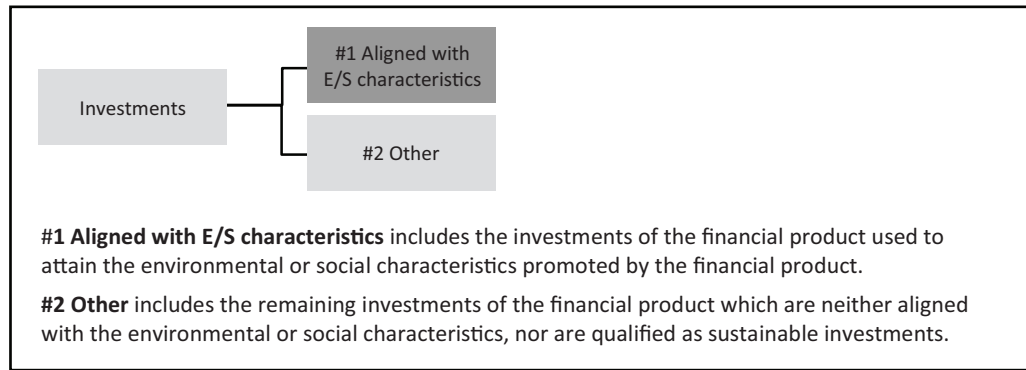 #1 Aligned with
E/S characteristics
Investments
#2 Other
#1 Aligned with E/S characteristics includes the investments of the financial product used to
attain the environmental or social characteristics promoted by the financial product.
#2 Other includes the remaining investments of the financial product which are neither aligned
with the environmental or social characteristics, nor are qualified as sustainable investments.